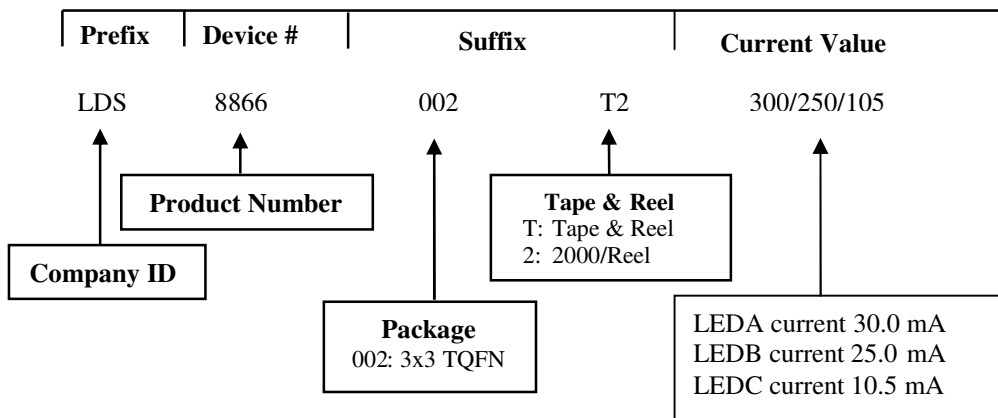 Prefix Device # Suffix Current Value
LDS 8866 002 T2 300/250/105
Product Number
Tape & Reel
T: Tape & Reel
2: 2000/Reel
Company ID
Package
002: 3x3 TQFN
LEDA current 30.0 mA
LEDB current 25.0 mA
LEDC current 10.5 mA